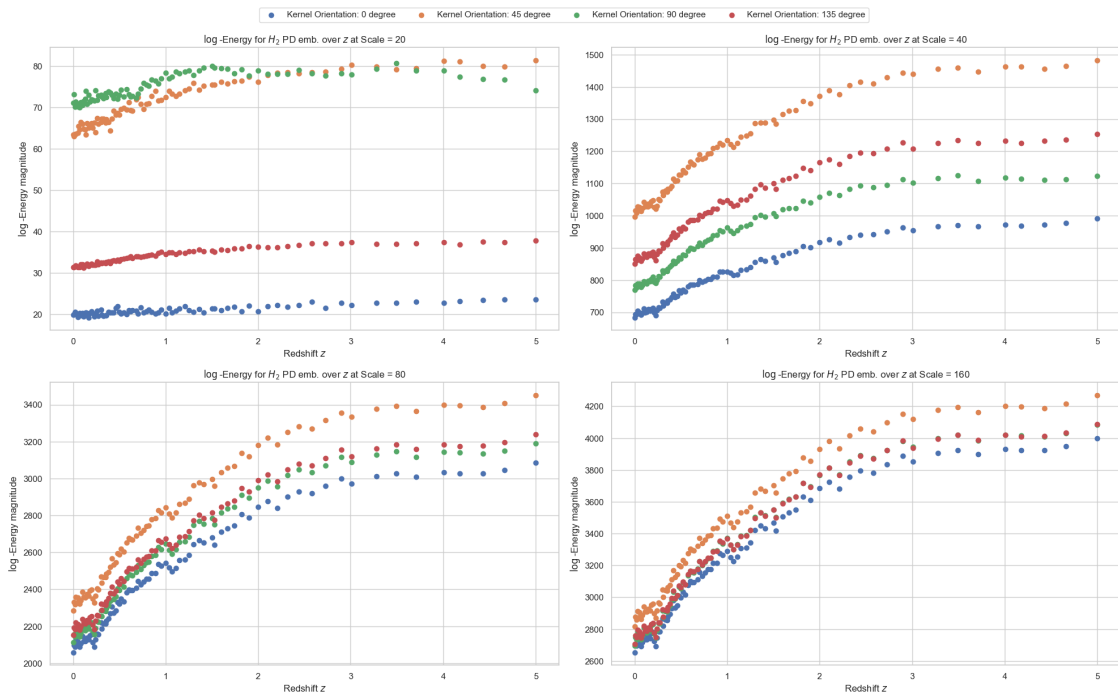 Kernel Orientation: 0 degree Kernel Orientation: 45 degree Kernel Orientation: 90 degree Kernel Orientation: 135 degree
log -Energy for H₂ PD emb. over z at Scale = 20
log -Energy magnitude
80
70
60
50
40
30
20
0 1 2 3 4 5
Redshift z
log -Energy for H₂ PD emb. over z at Scale = 40
log -Energy magnitude
1500
1400
1300
1200
1100
1000
900
800
700
0 1 2 3 4 5
Redshift z
log -Energy for H₂ PD emb. over z at Scale = 80
log -Energy magnitude
3400
3200
3000
2800
2600
2400
2200
2000
0 1 2 3 4 5
Redshift z
log -Energy for H₂ PD emb. over z at Scale = 160
log -Energy magnitude
4200
4000
3800
3600
3400
3200
3000
2800
2600
0 1 2 3 4 5
Redshift z